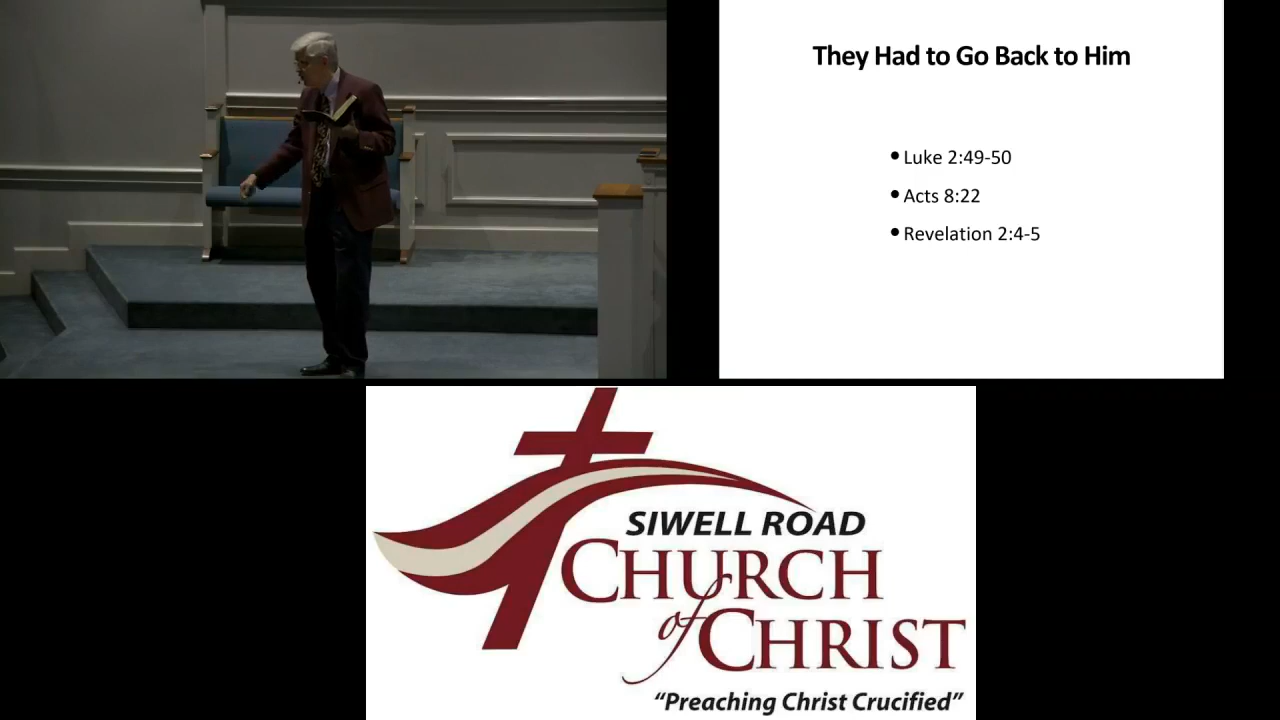 They Had to Go Back to Him
• Luke 2:49-50
• Acts 8:22
• Revelation 2:4-5
SIWELL ROAD
CHURCH
of CHRIST
“Preaching Christ Crucified”